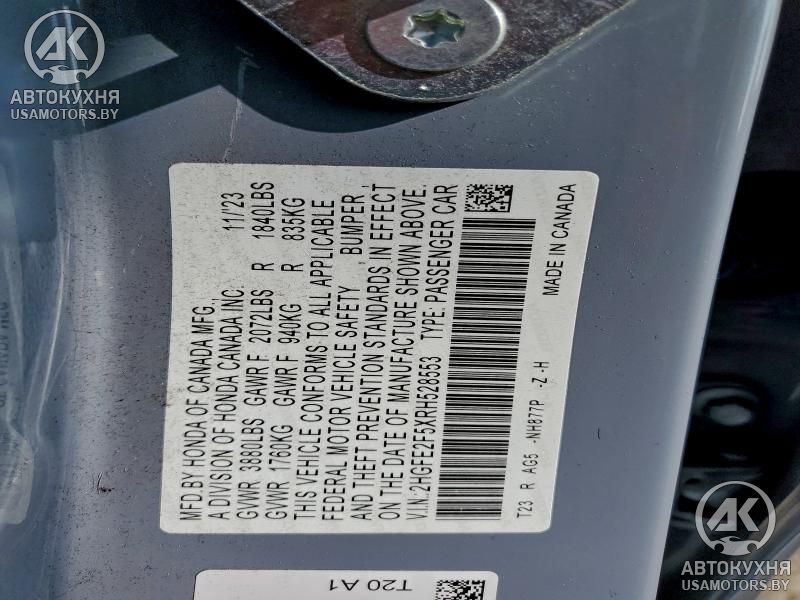 АК
АВТОКУХНЯ
USAMOTORS.BY
MFD.BY HONDA OF CANADA MFG.,
A DIVISION OF HONDA CANADA INC. 11/23
GVWR 3880LBS GAWR F 2072LBS R 1840LBS
GVWR 1760KG GAWR F 940KG R 835KG
THIS VEHICLE CONFORMS TO ALL APPLICABLE
FEDERAL MOTOR VEHICLE SAFETY , BUMPER ,
AND THEFT PREVENTION STANDARDS IN EFFECT
ON THE DATE OF MANUFACTURE SHOWN ABOVE.
V.I.N.:2HGFE2F5XRH528553 TYPE: PASSENGER CAR
T23 R AG5 -NH877P -Z -H
MADE IN CANADA
T20 A1
АК
АВТОКУХНЯ
USAMOTORS.BY